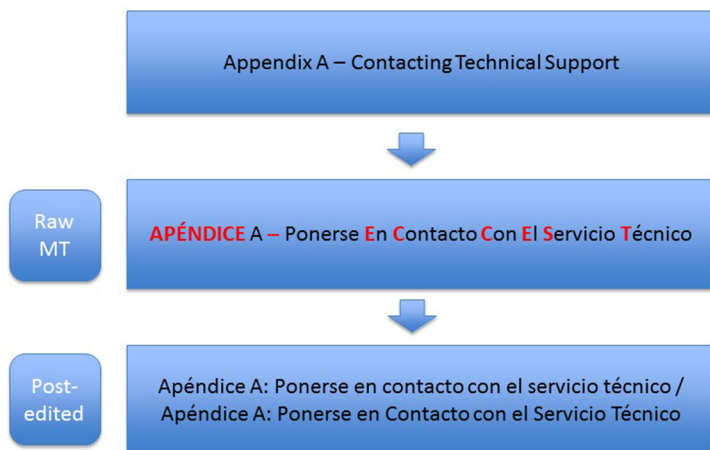 Appendix A – Contacting Technical Support
Raw
MT
APÉNDICE A – Ponerse En Contacto Con El Servicio Técnico
Post-
edited
Apéndice A: Ponerse en contacto con el servicio técnico /
Apéndice A: Ponerse en Contacto con el Servicio Técnico